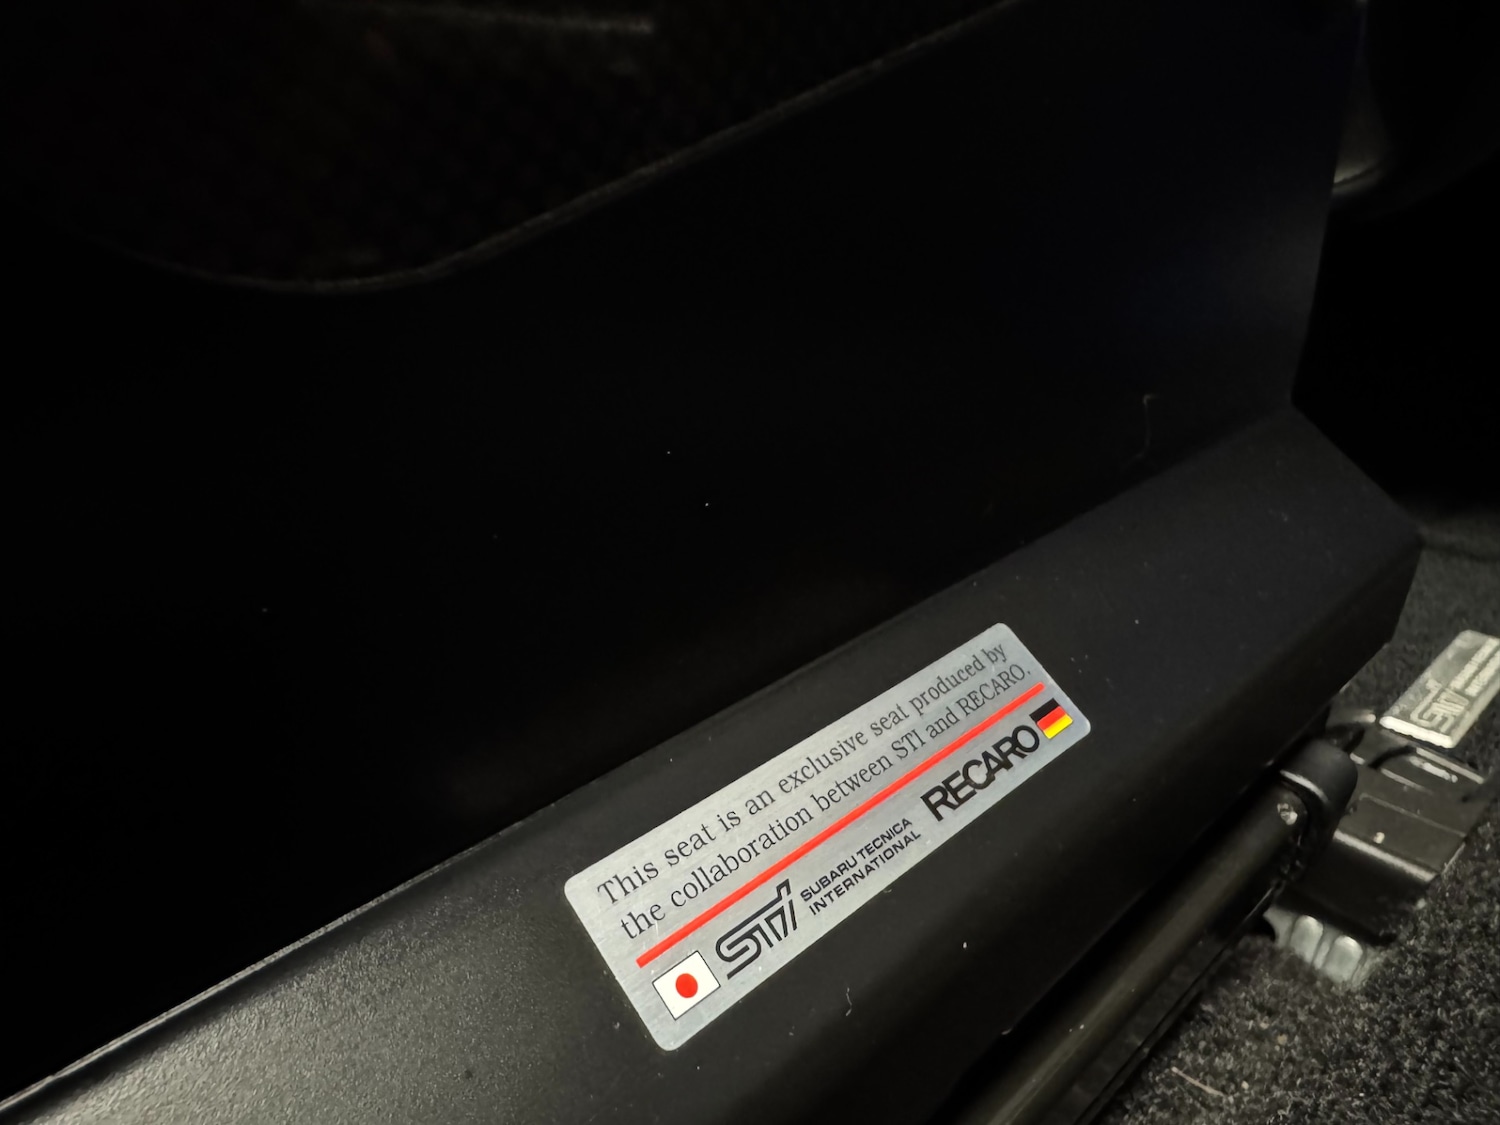 This seat is an exclusive seat produced by
the collaboration between STI and RECARO.
STI SUBARU TECNICA
INTERNATIONAL
RECARO
STI